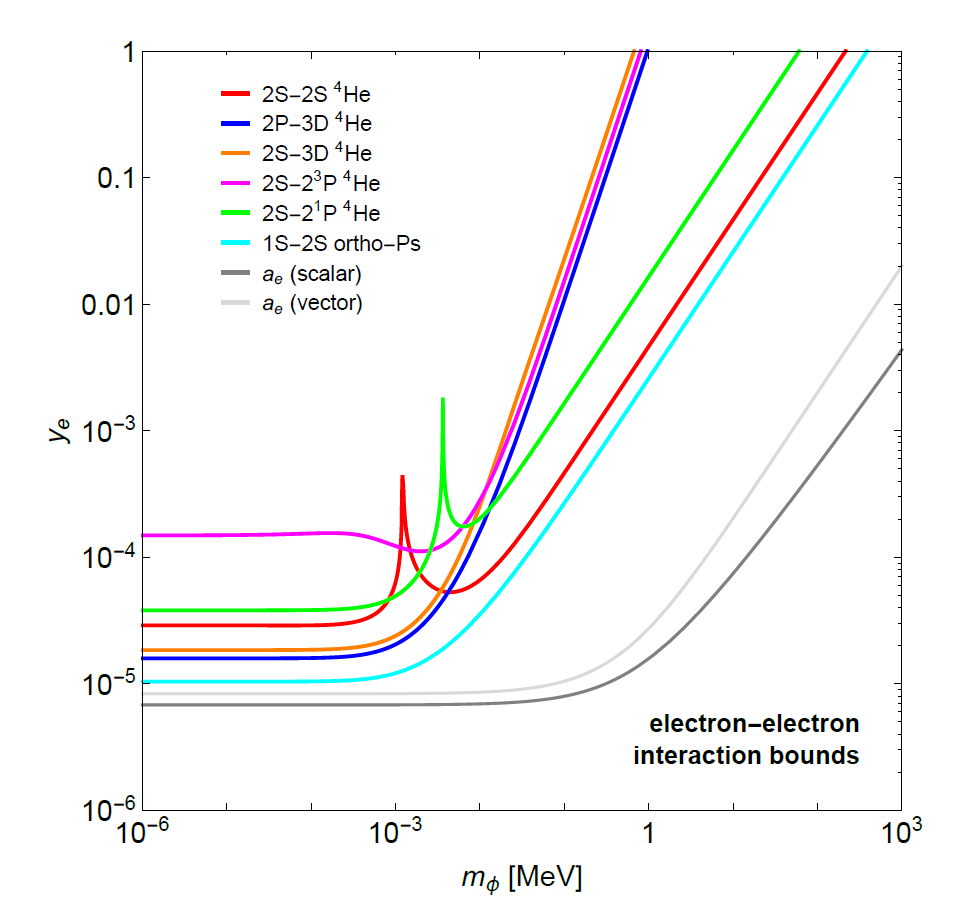 1
0.1
0.01
10⁻³
10⁻⁴
10⁻⁵
10⁻⁶
yₑ
2S−2S ⁴He
2P−3D ⁴He
2S−3D ⁴He
2S−2³P ⁴He
2S−2¹P ⁴He
1S−2S ortho−Ps
aₑ (scalar)
aₑ (vector)
electron−electron
interaction bounds
10⁻⁶ 10⁻³ 1 10³
m_ϕ [MeV]